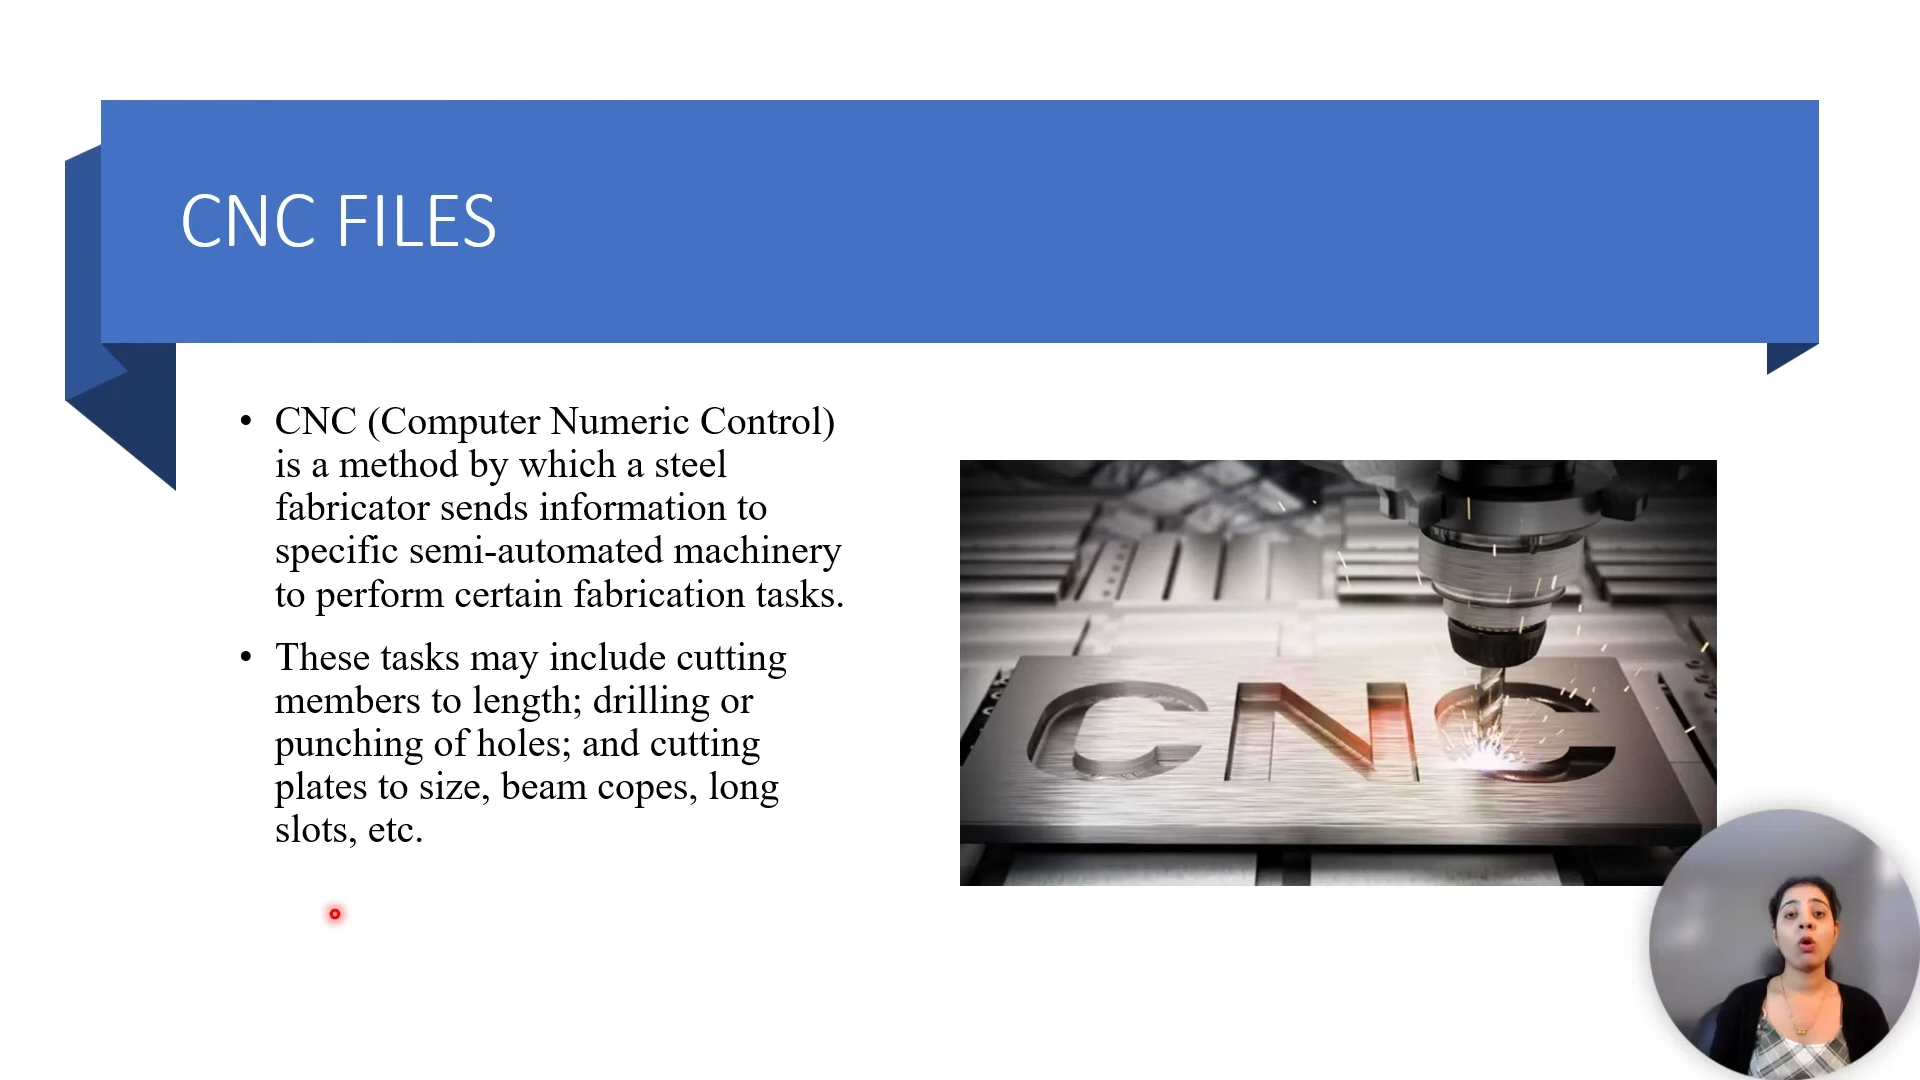 CNC FILES
• CNC (Computer Numeric Control)
is a method by which a steel
fabricator sends information to
specific semi-automated machinery
to perform certain fabrication tasks.
• These tasks may include cutting
members to length; drilling or
punching of holes; and cutting
plates to size, beam copes, long
slots, etc.
CNC